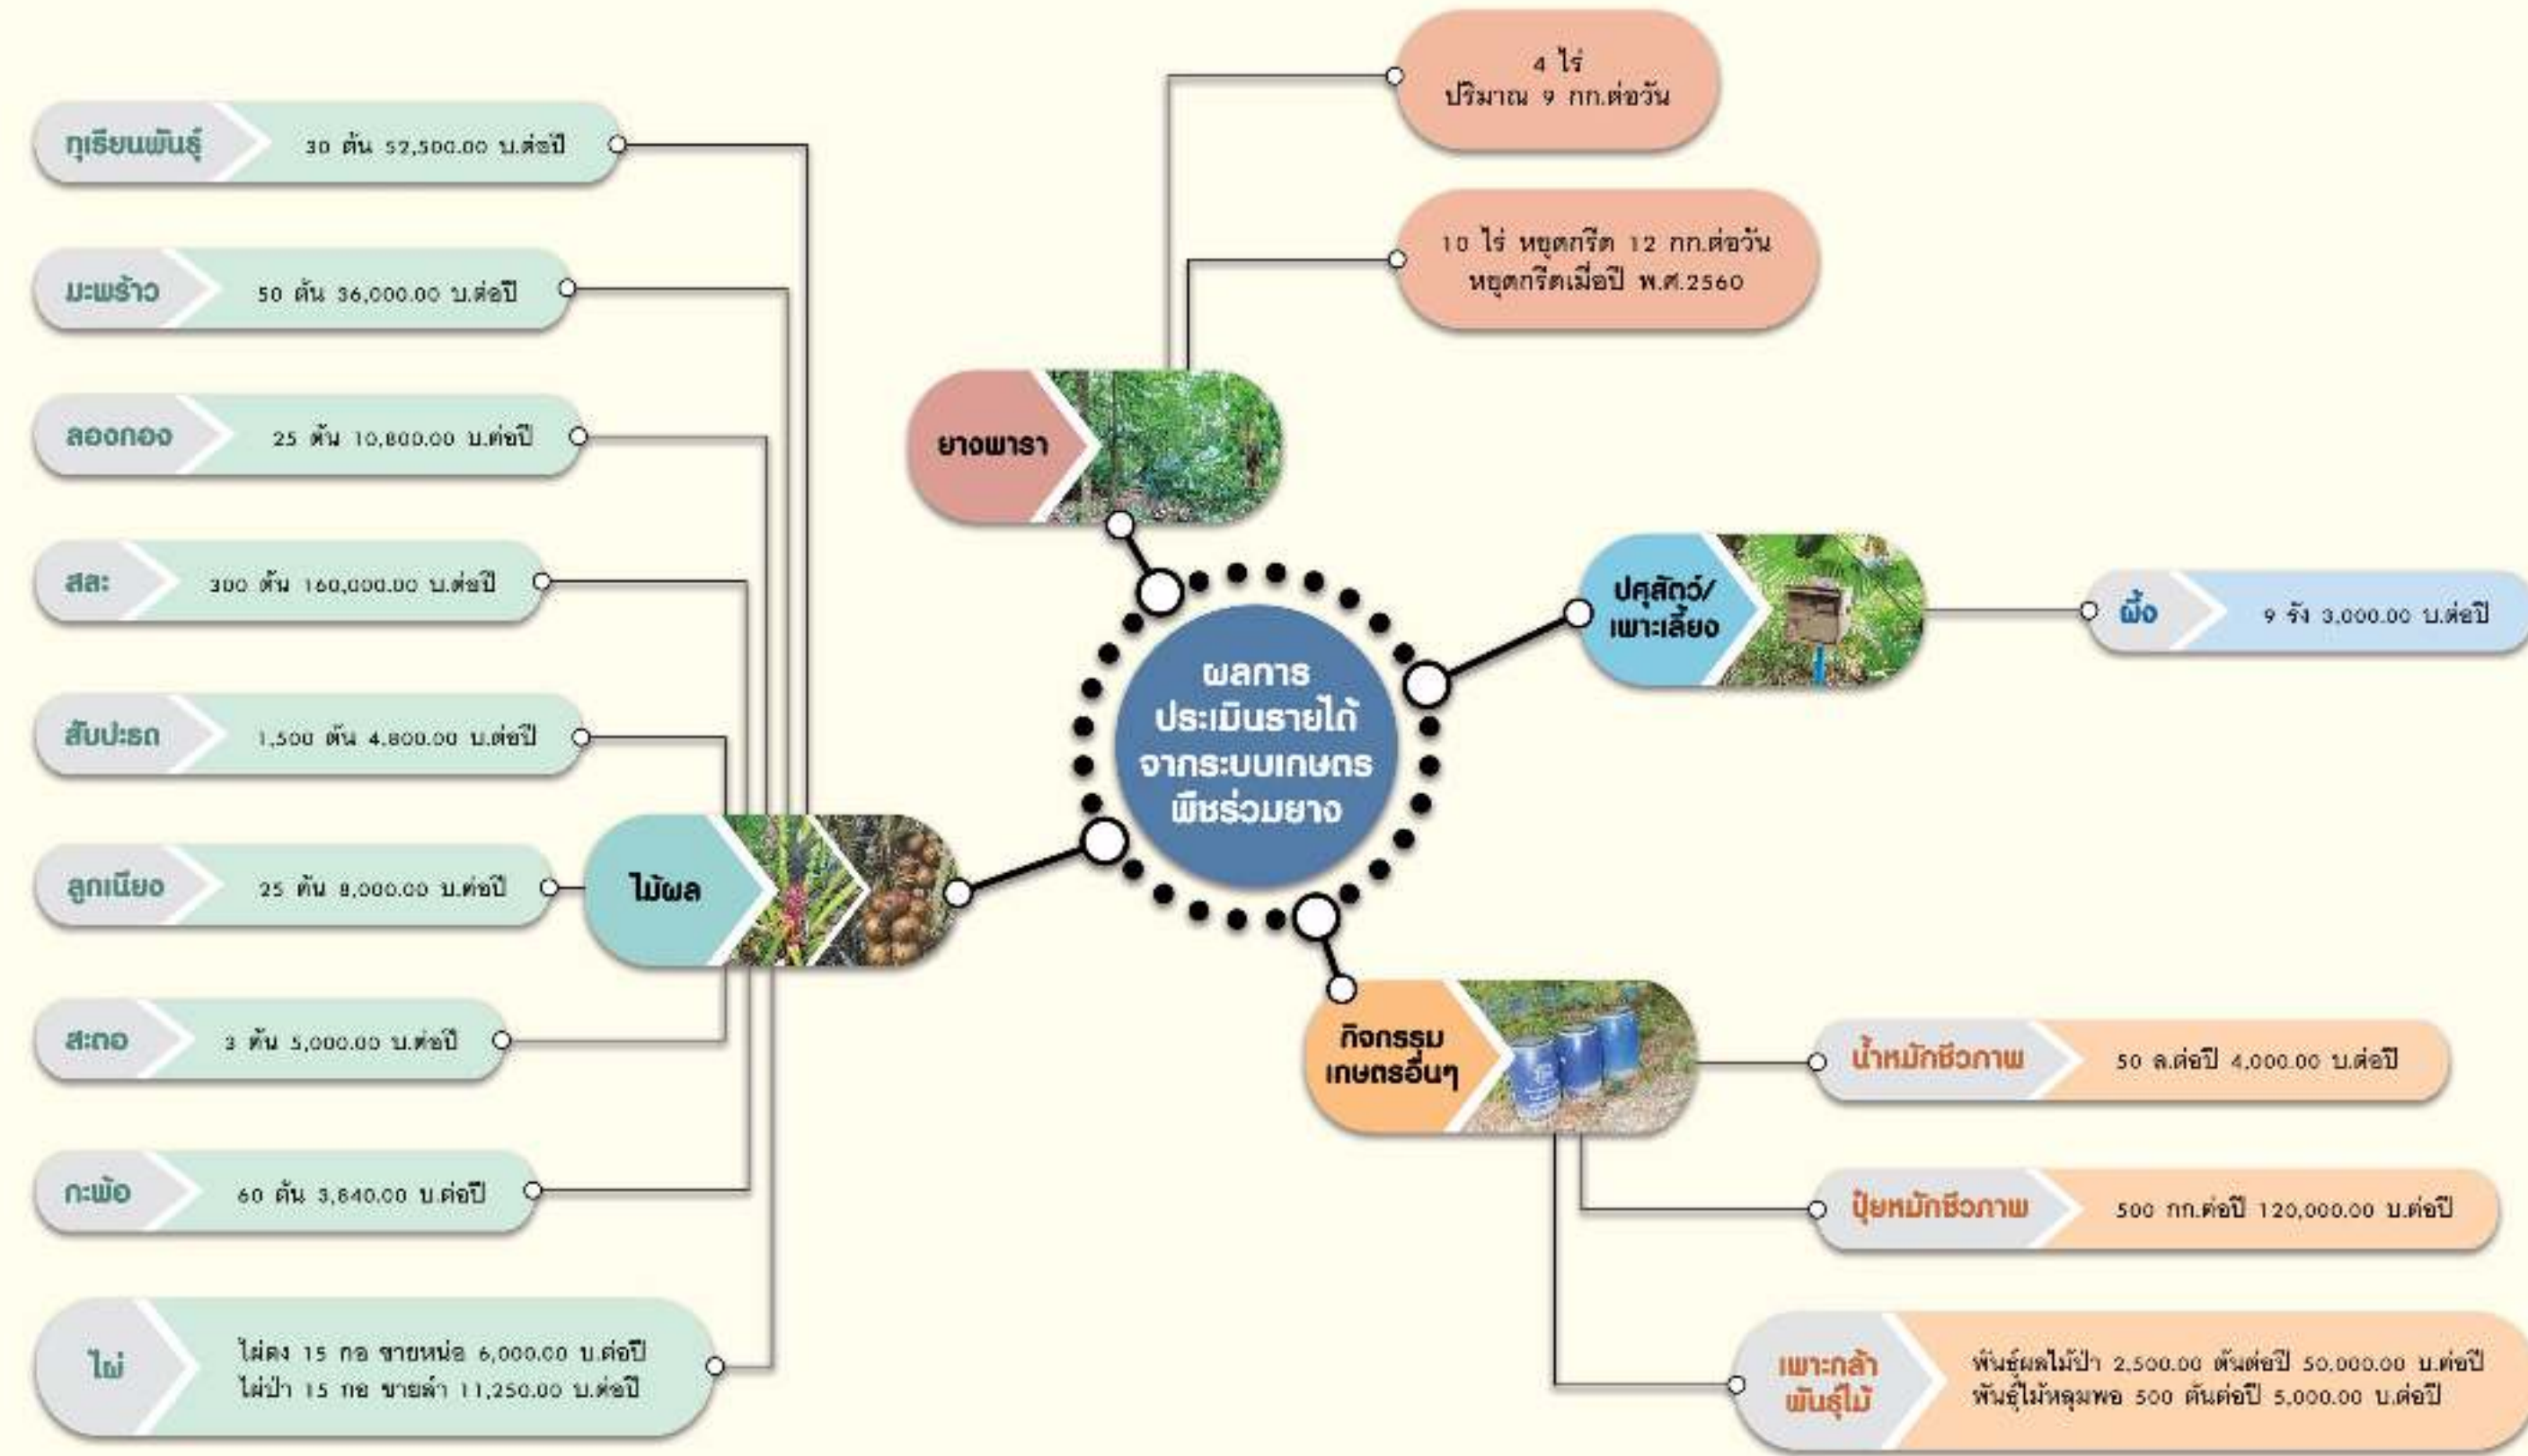 ผลการ
ประเมินรายได้
จากระบบเกษตร
พืชร่วมยาง
ยางพารา
4 ไร่
ปริมาณ 9 กก.ต่อวัน
10 ไร่ หยุดกรีด 12 กก.ต่อวัน
หยุดกรีดเมื่อปี พ.ศ.2560
ปศุสัตว์/
เพาะเลี้ยง
ผึ้ง
9 รัง 3,000.00 บ.ต่อปี
ไม้ผล
ทุเรียนพันธุ์
30 ต้น 52,500.00 บ.ต่อปี
มะพร้าว
50 ต้น 36,000.00 บ.ต่อปี
ลองกอง
25 ต้น 10,800.00 บ.ต่อปี
สละ
300 ต้น 160,000.00 บ.ต่อปี
สับปะรด
1,500 ต้น 4,800.00 บ.ต่อปี
ลูกเนียง
25 ต้น 8,000.00 บ.ต่อปี
สะตอ
3 ต้น 5,000.00 บ.ต่อปี
กะพ้อ
60 ต้น 3,840.00 บ.ต่อปี
ไผ่
ไผ่ตง 15 กอ ขายหน่อ 6,000.00 บ.ต่อปี
ไผ่ป่า 15 กอ ขายลำ 11,250.00 บ.ต่อปี
กิจกรรม
เกษตรอื่นๆ
น้ำหมักชีวภาพ
50 ล.ต่อปี 4,000.00 บ.ต่อปี
ปุ๋ยหมักชีวภาพ
500 กก.ต่อปี 120,000.00 บ.ต่อปี
เพาะกล้า
พันธุ์ไม้
พันธุ์ผลไม้ป่า 2,500.00 ต้นต่อปี 50,000.00 บ.ต่อปี
พันธุ์ไม้หลุมพอ 500 ต้นต่อปี 5,000.00 บ.ต่อปี